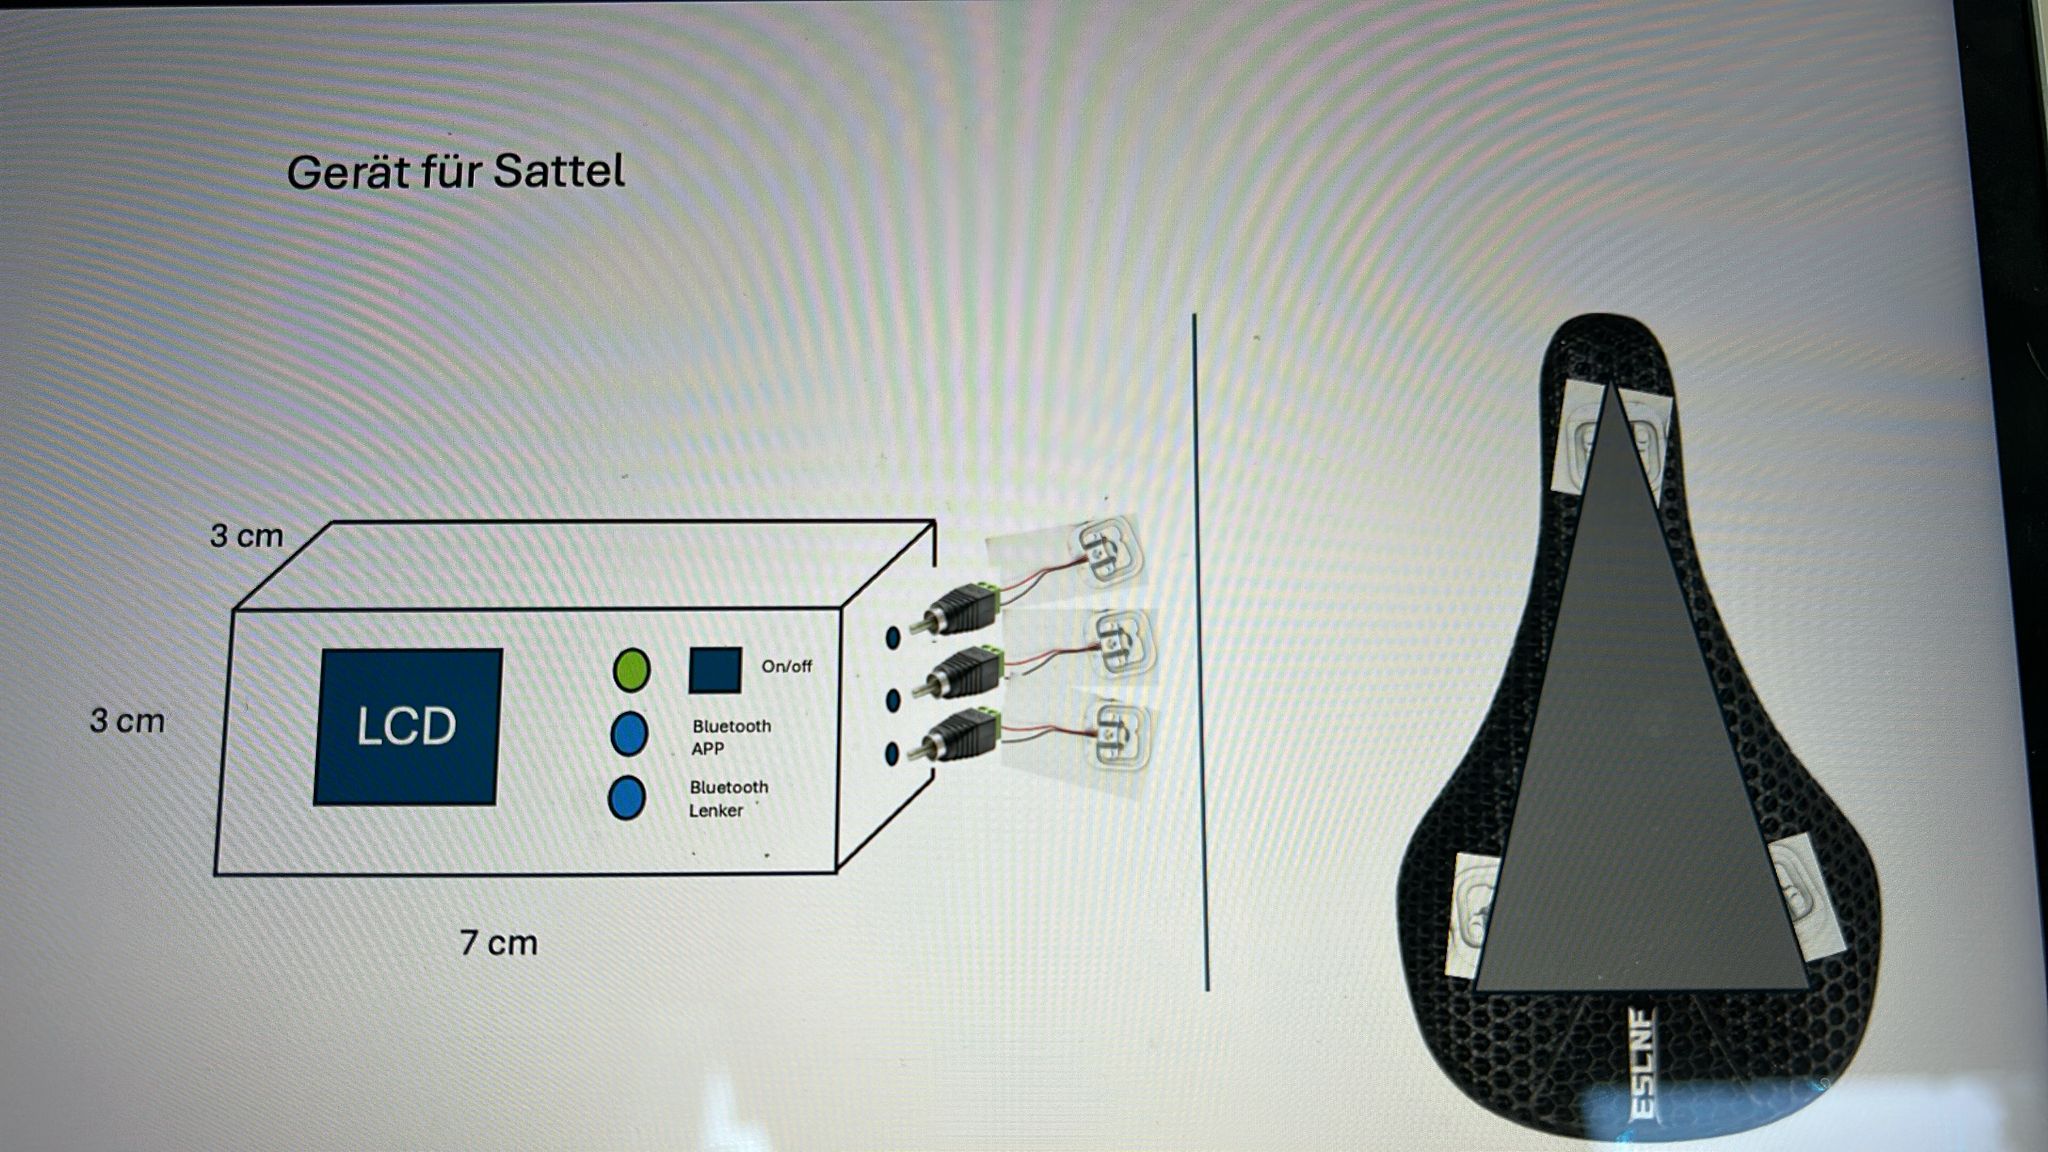 Gerät für Sattel
3 cm
3 cm
LCD
On/off
Bluetooth
APP
Bluetooth
Lenker
7 cm
ESLNF